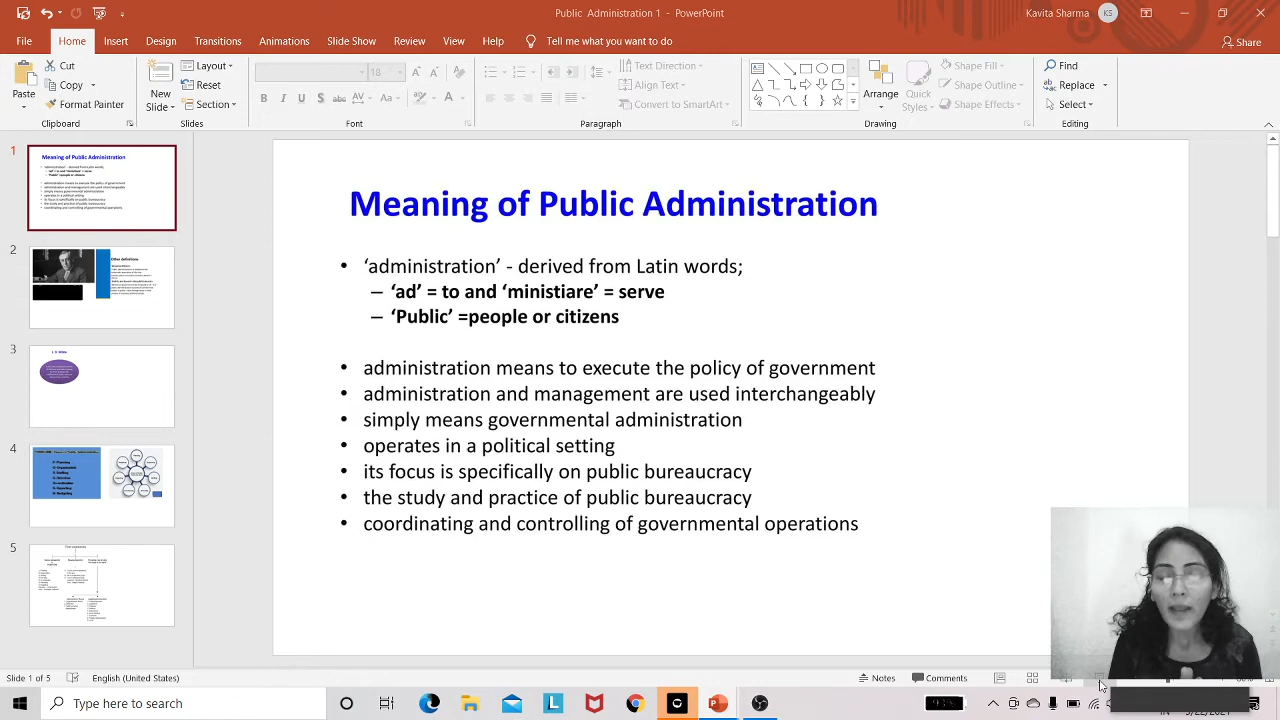 Public Administration 1 - PowerPoint
Kavita Sharma KS
File Home Insert Design Transitions Animations Slide Show Review View Help Tell me what you want to do Share
Paste
Cut
Copy
Format Painter
New Slide
Layout
Reset
Section
18
Text Direction
Align Text
Convert to SmartArt
Arrange
Quick Styles
Shape Fill
Shape Outline
Shape Effects
Find
Replace
Select
Clipboard Slides Font Paragraph Drawing Editing
1
2
3
4
5
Meaning of Public Administration
• ‘administration’ - derived from Latin words;
– ‘ad’ = to and ‘ministiare’ = serve
– ‘Public’ =people or citizens
• administration means to execute the policy of government
• administration and management are used interchangeably
• simply means governmental administration
• operates in a political setting
• its focus is specifically on public bureaucracy
• the study and practice of public bureaucracy
• coordinating and controlling of governmental operations
Slide 1 of 5 English (United States) Notes Comments
Type here to search